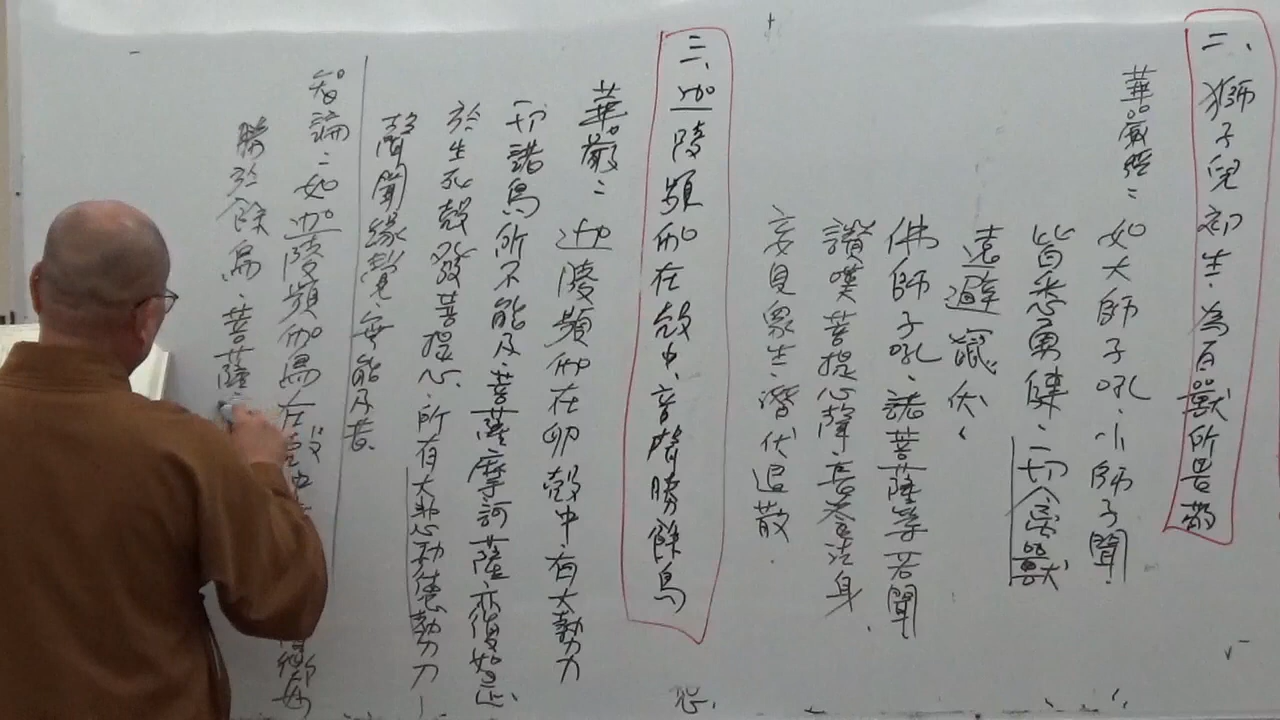 二、獅子兒初生,為百獸所畏
華嚴經:如大師子吼,小師子聞
皆悉勇健,一切禽獸
遠避竄伏、
佛師子吼,諸菩薩等若聞
讚嘆菩提心聲,長養法身
妄見眾生,潛伏退散.
三、迦陵頻伽在殼中,音聲勝餘鳥
華嚴:迦陵頻伽在卵殼中,有大勢力
一切諸鳥所不能及,菩薩摩訶薩亦復如是、
於生死殼發菩提心、所有大悲功德勢力
聲聞緣覺無能及者
智論:如迦陵頻伽鳥在殼中
勝於餘鳥,菩薩
心